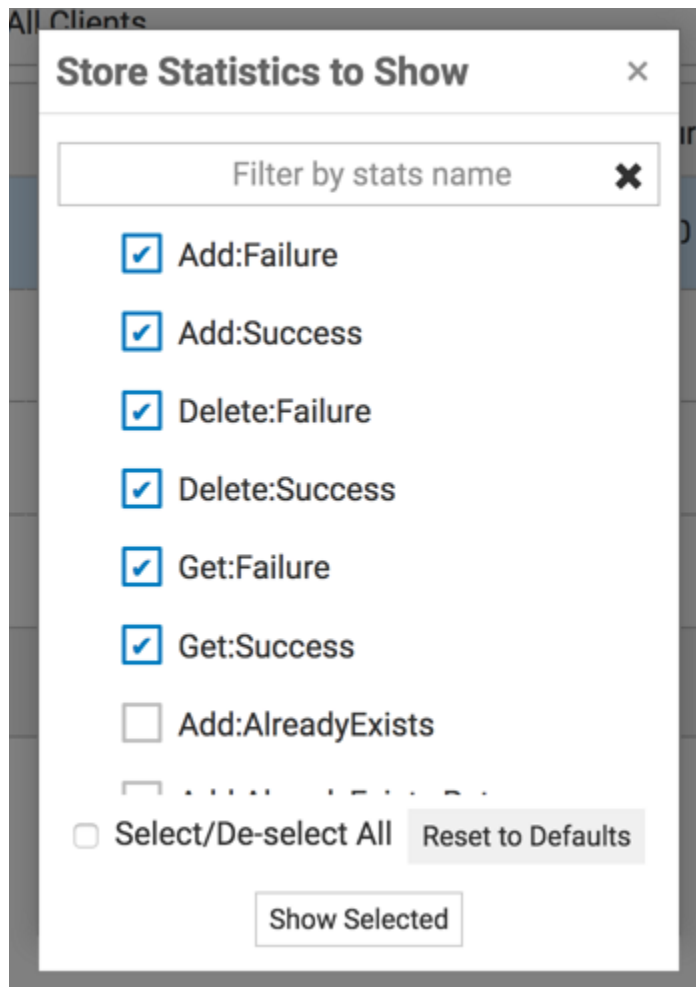 All Clients
Store Statistics to Show ×
Filter by stats name ✖
Add:Failure
Add:Success
Delete:Failure
Delete:Success
Get:Failure
Get:Success
Add:AlreadyExists
Select/De-select All Reset to Defaults
Show Selected